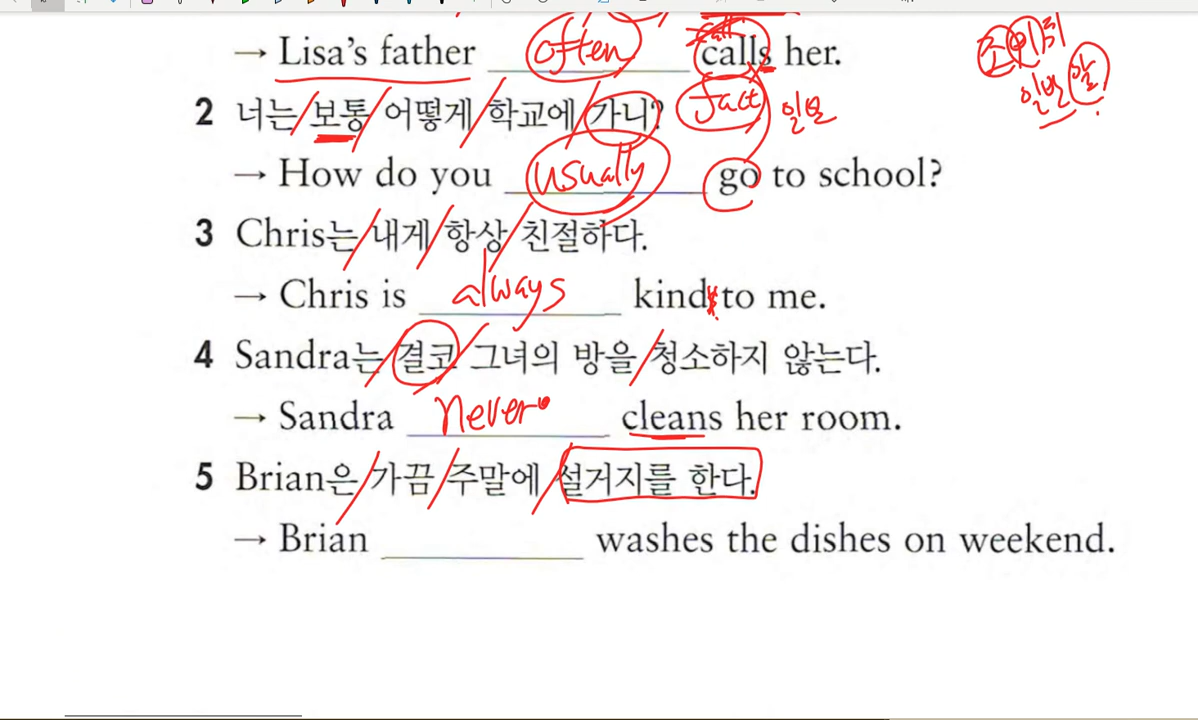 → Lisa's father often calls her.
조비뒤
일반 앞
2 너는 보통 어떻게 학교에 가니? fact 일반
→ How do you usually go to school?
3 Chris는 내게 항상 친절하다.
→ Chris is always kind to me.
4 Sandra는 결코 그녀의 방을 청소하지 않는다.
→ Sandra never cleans her room.
5 Brian은 가끔 주말에 설거지를 한다.
→ Brian washes the dishes on weekend.